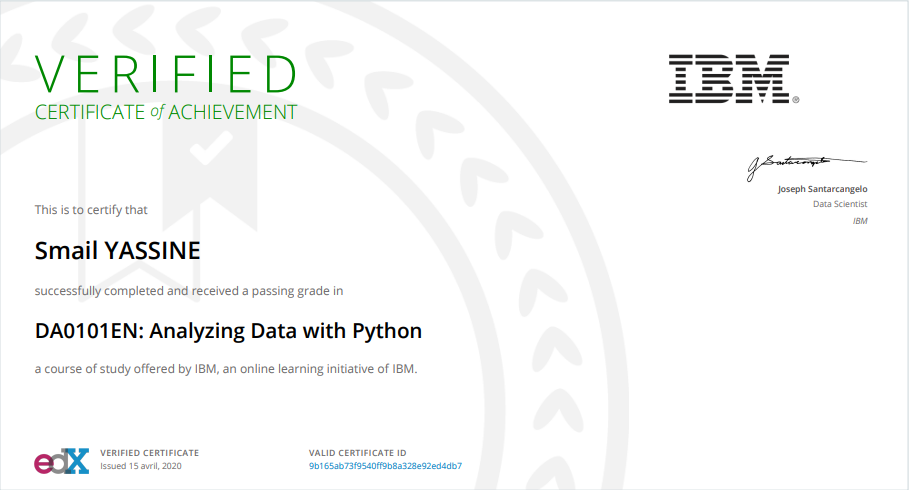 VERIFIED
CERTIFICATE of ACHIEVEMENT
IBM®
Joseph Santarcangelo
Data Scientist
IBM
This is to certify that
Smail YASSINE
successfully completed and received a passing grade in
DA0101EN: Analyzing Data with Python
a course of study offered by IBM, an online learning initiative of IBM.
edX
VERIFIED CERTIFICATE
Issued 15 avril, 2020
VALID CERTIFICATE ID
9b165ab73f9540ff9b8a328e92ed4db7